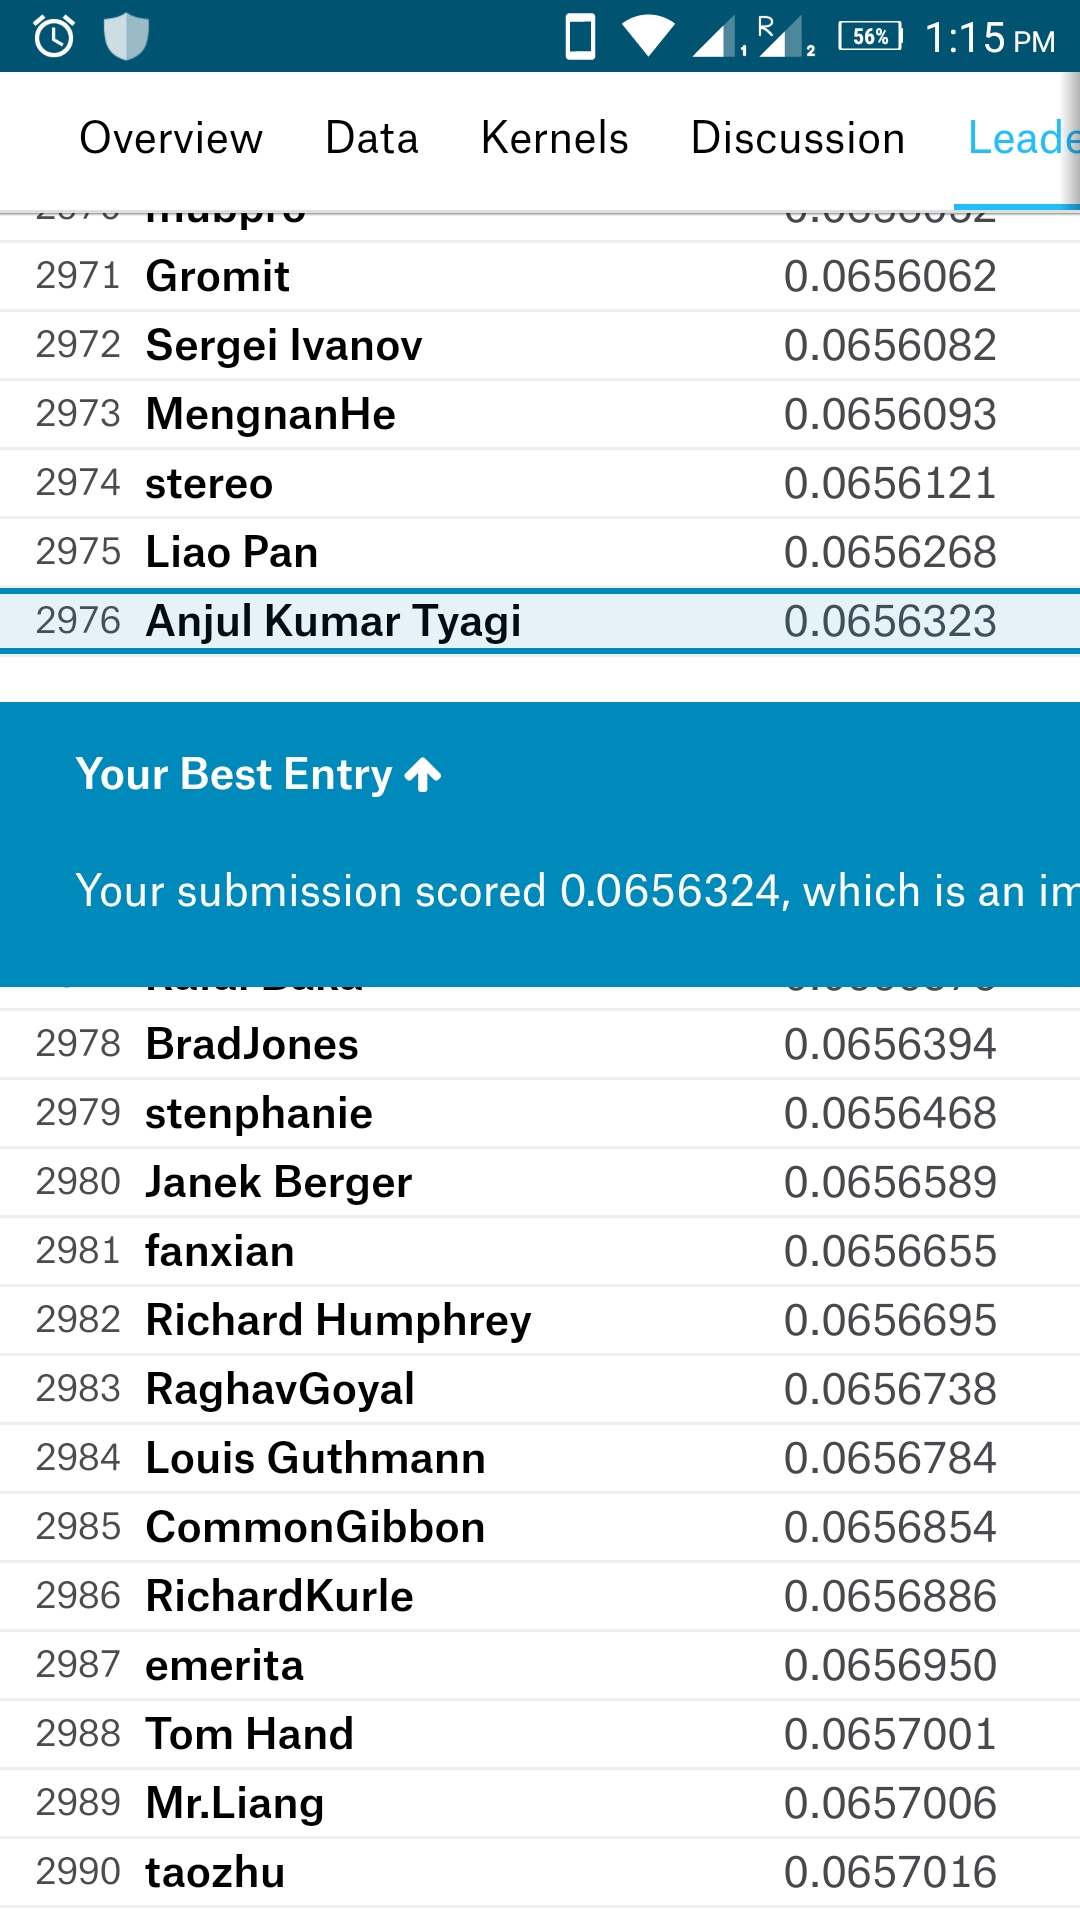 R 1 2 56% 1:15 PM
Overview Data Kernels Discussion Leade
2971 Gromit 0.0656062
2972 Sergei Ivanov 0.0656082
2973 MengnanHe 0.0656093
2974 stereo 0.0656121
2975 Liao Pan 0.0656268
2976 Anjul Kumar Tyagi 0.0656323
Your Best Entry
Your submission scored 0.0656324, which is an im
2978 BradJones 0.0656394
2979 stenphanie 0.0656468
2980 Janek Berger 0.0656589
2981 fanxian 0.0656655
2982 Richard Humphrey 0.0656695
2983 RaghavGoyal 0.0656738
2984 Louis Guthmann 0.0656784
2985 CommonGibbon 0.0656854
2986 RichardKurle 0.0656886
2987 emerita 0.0656950
2988 Tom Hand 0.0657001
2989 Mr.Liang 0.0657006
2990 taozhu 0.0657016